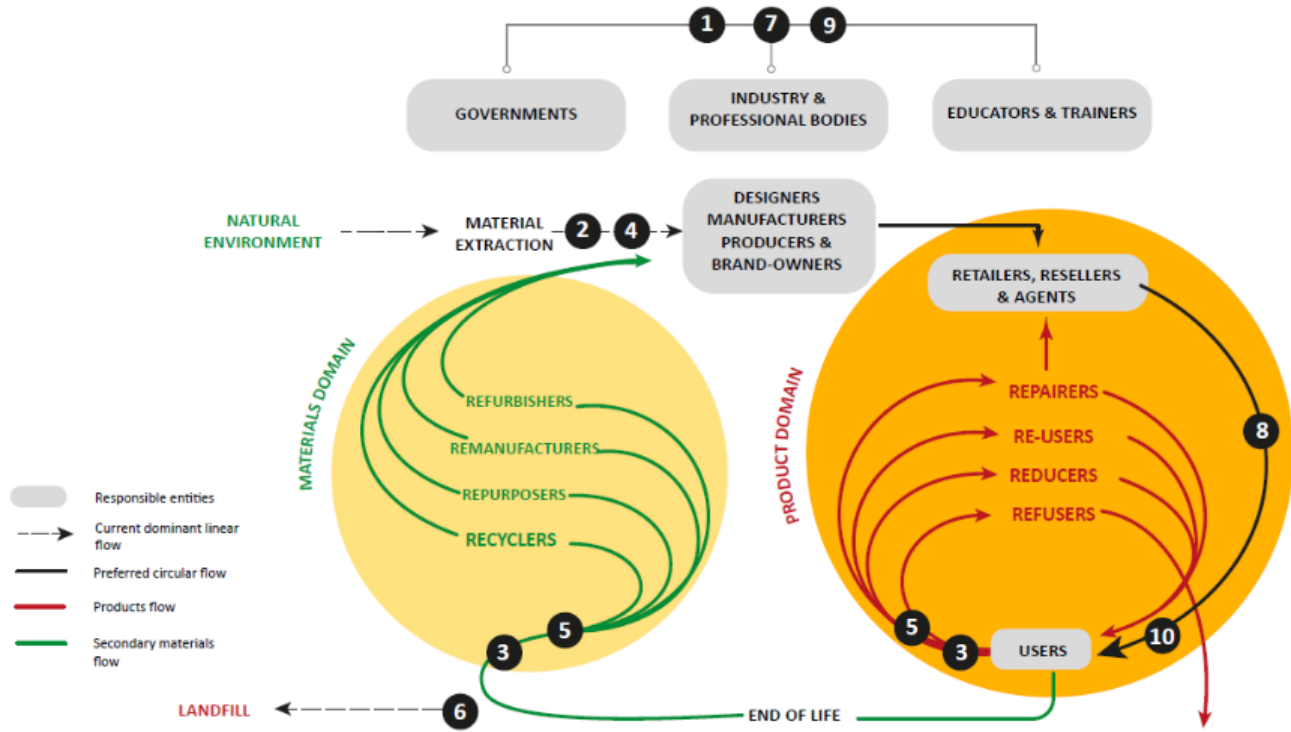 1 7 9
GOVERNMENTS
INDUSTRY &
PROFESSIONAL BODIES
EDUCATORS & TRAINERS
NATURAL
ENVIRONMENT
MATERIAL
EXTRACTION
2 4
DESIGNERS
MANUFACTURERS
PRODUCERS &
BRAND-OWNERS
RETAILERS, RESELLERS
& AGENTS
MATERIALS DOMAIN
REFURBISHERS
REMANUFACTURERS
REPURPOSERS
RECYCLERS
5
3
PRODUCT DOMAIN
REPAIRERS
RE-USERS
REDUCERS
REFUSERS
8
5
3
USERS
10
Responsible entities
Current dominant linear
flow
Preferred circular flow
Products flow
Secondary materials
flow
LANDFILL
6
END OF LIFE